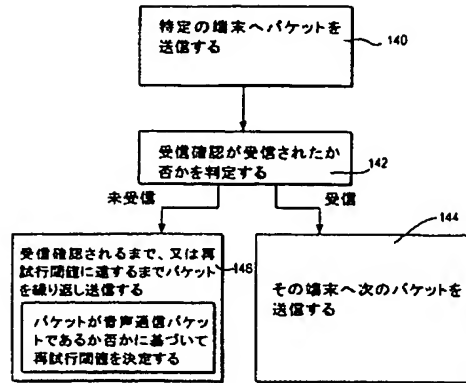 特定の端末へパケットを
送信する
140
受信確認が受信されたか
否かを判定する
142
未受信
受信
144
受信確認されるまで、又は再
試行閾値に達するまでパケット
を繰り返し送信する
146
パケットが音声通信パケッ
トであるか否かに基づいて
再試行閾値を決定する
その端末へ次のパケットを
送信する